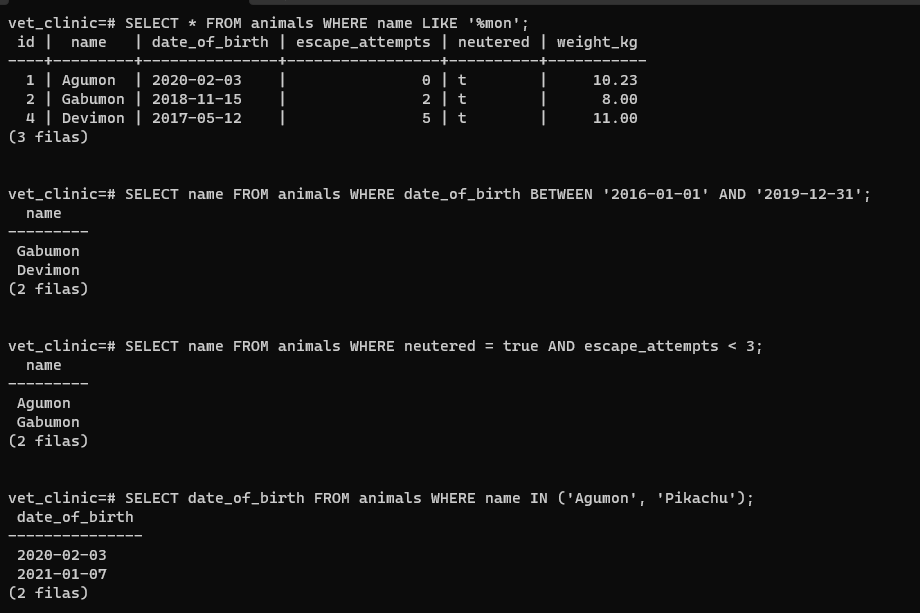 vet_clinic=# SELECT * FROM animals WHERE name LIKE '%mon';
 id |  name   | date_of_birth | escape_attempts | neutered | weight_kg
----+---------+---------------+-----------------+----------+-----------
  1 | Agumon  | 2020-02-03    |               0 | t        |     10.23
  2 | Gabumon | 2018-11-15    |               2 | t        |      8.00
  4 | Devimon | 2017-05-12    |               5 | t        |     11.00
(3 filas)
vet_clinic=# SELECT name FROM animals WHERE date_of_birth BETWEEN '2016-01-01' AND '2019-12-31';
  name
---------
 Gabumon
 Devimon
(2 filas)
vet_clinic=# SELECT name FROM animals WHERE neutered = true AND escape_attempts < 3;
  name
---------
 Agumon
 Gabumon
(2 filas)
vet_clinic=# SELECT date_of_birth FROM animals WHERE name IN ('Agumon', 'Pikachu');
 date_of_birth
---------------
 2020-02-03
 2021-01-07
(2 filas)